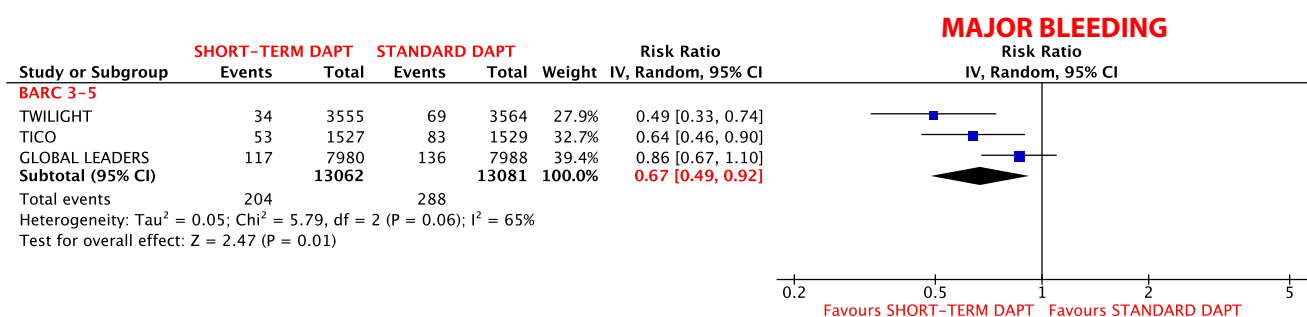 MAJOR BLEEDING
SHORT-TERM DAPT STANDARD DAPT Risk Ratio Risk Ratio
Study or Subgroup Events Total Events Total Weight IV, Random, 95% CI IV, Random, 95% CI
BARC 3-5
TWILIGHT 34 3555 69 3564 27.9% 0.49 [0.33, 0.74]
TICO 53 1527 83 1529 32.7% 0.64 [0.46, 0.90]
GLOBAL LEADERS 117 7980 136 7988 39.4% 0.86 [0.67, 1.10]
Subtotal (95% CI) 13062 13081 100.0% 0.67 [0.49, 0.92]
Total events 204 288
Heterogeneity: Tau² = 0.05; Chi² = 5.79, df = 2 (P = 0.06); I² = 65%
Test for overall effect: Z = 2.47 (P = 0.01)
0.2 0.5 1 2 5
Favours SHORT-TERM DAPT Favours STANDARD DAPT